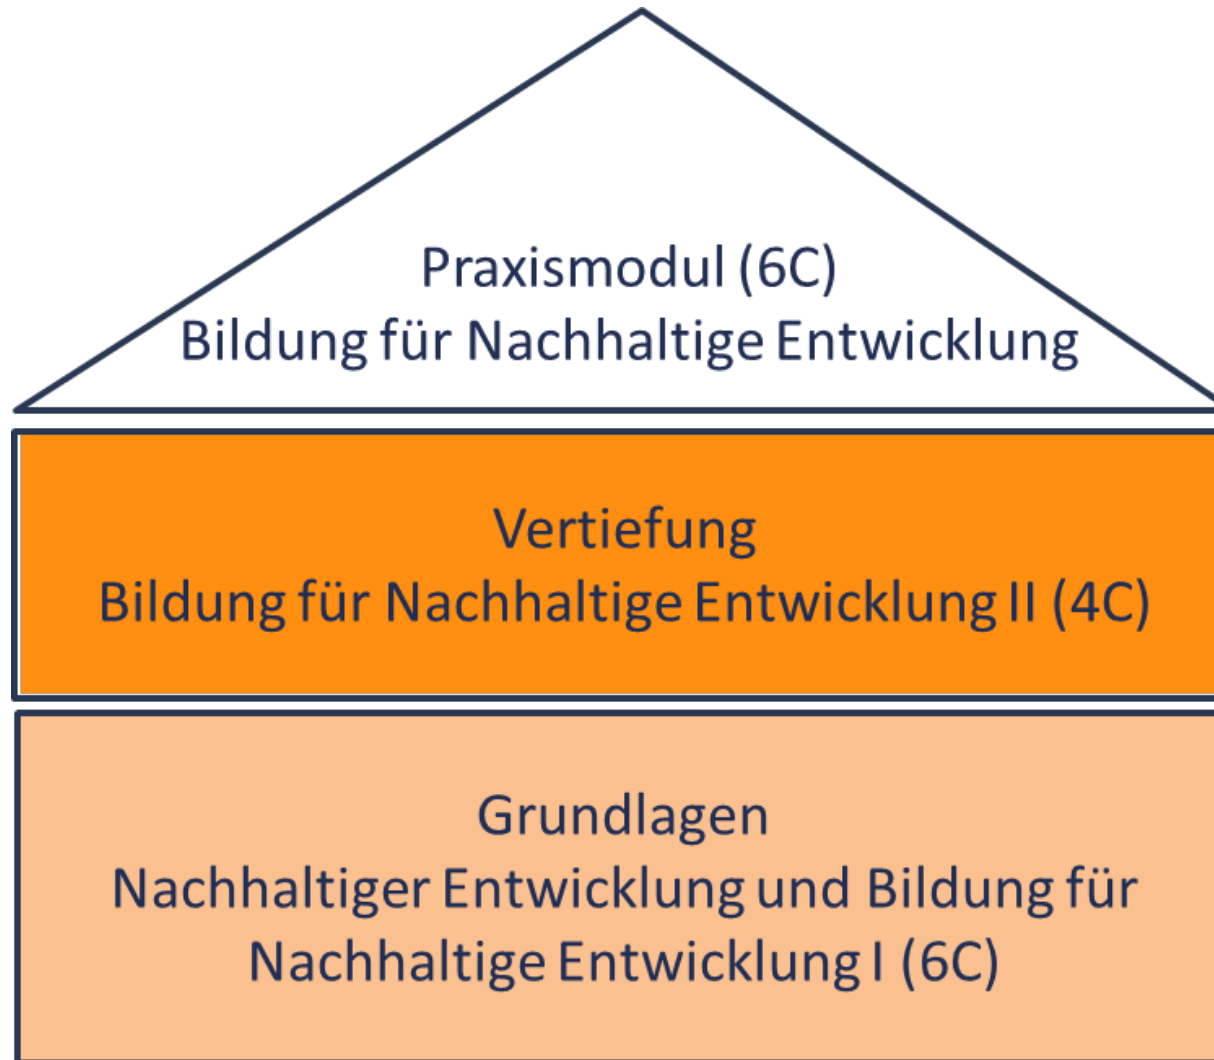 Praxismodul (6C)
Bildung für Nachhaltige Entwicklung
Vertiefung
Bildung für Nachhaltige Entwicklung II (4C)
Grundlagen
Nachhaltiger Entwicklung und Bildung für
Nachhaltige Entwicklung I (6C)